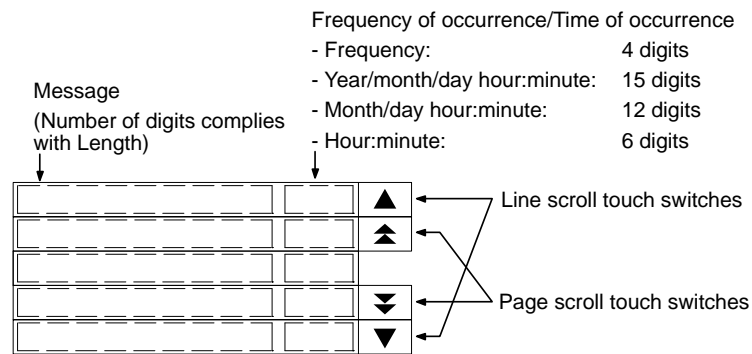 Frequency of occurrence/Time of occurrence
- Frequency: 4 digits
- Year/month/day hour:minute: 15 digits
- Month/day hour:minute: 12 digits
- Hour:minute: 6 digits
Message
(Number of digits complies
with Length)
Line scroll touch switches
Page scroll touch switches